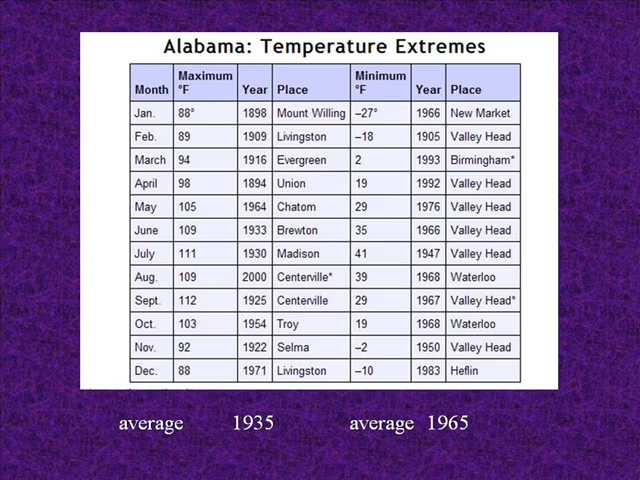 Alabama: Temperature Extremes
Month Maximum °F Year Place Minimum °F Year Place
Jan. 88° 1898 Mount Willing –27° 1966 New Market
Feb. 89 1909 Livingston –18 1905 Valley Head
March 94 1916 Evergreen 2 1993 Birmingham*
April 98 1894 Union 19 1992 Valley Head
May 105 1964 Chatom 29 1976 Valley Head
June 109 1933 Brewton 35 1966 Valley Head
July 111 1930 Madison 41 1947 Valley Head
Aug. 109 2000 Centerville* 39 1968 Waterloo
Sept. 112 1925 Centerville 29 1967 Valley Head*
Oct. 103 1954 Troy 19 1968 Waterloo
Nov. 92 1922 Selma –2 1950 Valley Head
Dec. 88 1971 Livingston –10 1983 Heflin
average 1935 average 1965